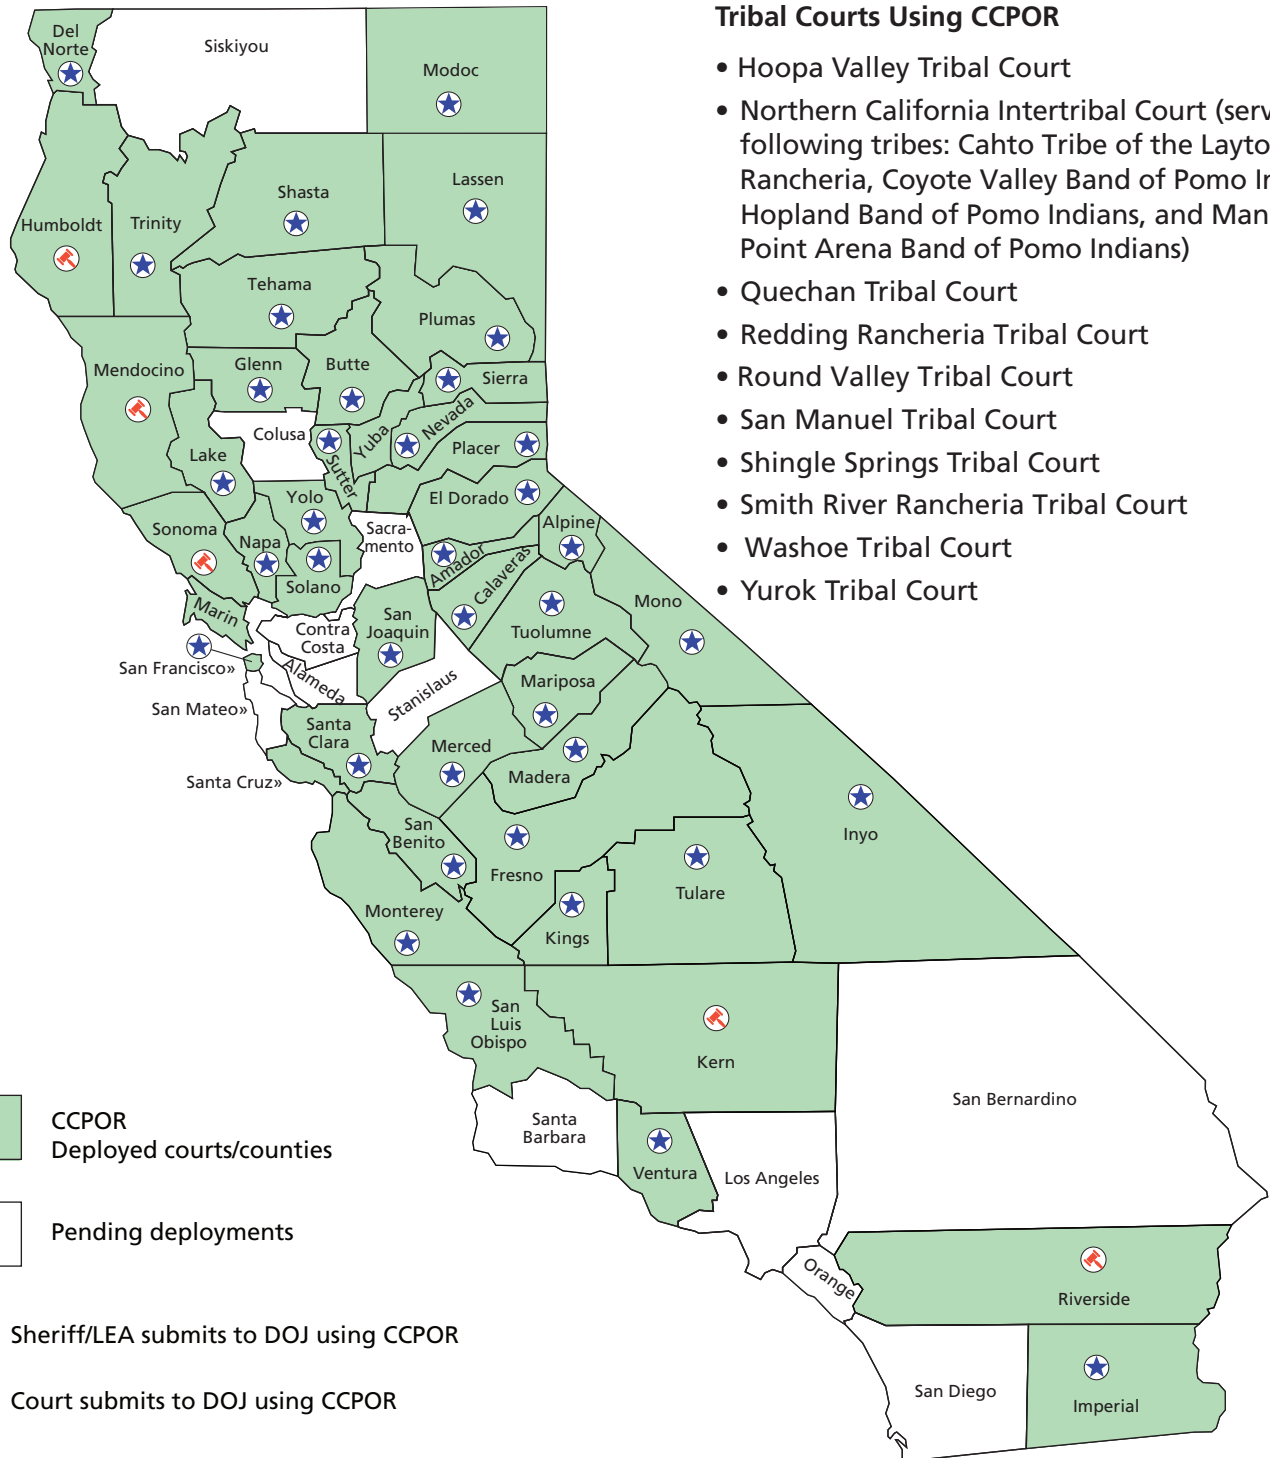 Tribal Courts Using CCPOR
• Hoopa Valley Tribal Court
• Northern California Intertribal Court
following tribes: Cahto Tribe of the
Rancheria, Coyote Valley Band of Pomo
Hopland Band of Pomo Indians, and
Point Arena Band of Pomo Indians)
• Quechan Tribal Court
• Redding Rancheria Tribal Court
• Round Valley Tribal Court
• San Manuel Tribal Court
• Shingle Springs Tribal Court
• Smith River Rancheria Tribal Court
• Washoe Tribal Court
• Yurok Tribal Court
Del
Norte
Siskiyou
Modoc
Humboldt
Trinity
Shasta
Lassen
Tehama
Plumas
Mendocino
Glenn
Butte
Sierra
Colusa
Sutter
Yuba
Nevada
Placer
Lake
Yolo
El Dorado
Sonoma
Napa
Solano
Sacra-
mento
Amador
Alpine
Calaveras
Marin
Contra
Costa
San
Joaquin
Tuolumne
Mono
San Francisco»
Alameda
Stanislaus
Mariposa
San Mateo»
Santa
Clara
Merced
Madera
Santa Cruz»
San
Benito
Fresno
Inyo
Tulare
Monterey
Kings
San
Luis
Obispo
Kern
Santa
Barbara
Ventura
Los Angeles
San Bernardino
Orange
Riverside
San Diego
Imperial
CCPOR
Deployed courts/counties
Pending deployments
Sheriff/LEA submits to DOJ using CCPOR
Court submits to DOJ using CCPOR